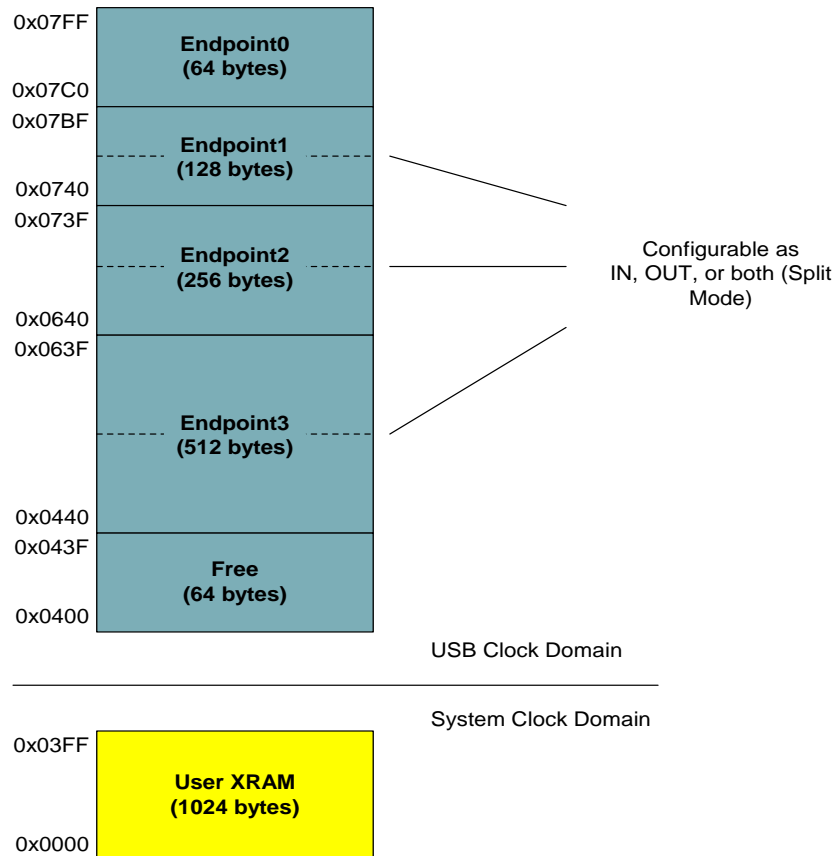 0x07FF
Endpoint0
(64 bytes)
0x07C0
0x07BF
Endpoint1
(128 bytes)
0x0740
0x073F
Endpoint2
(256 bytes)
0x0640
0x063F
Endpoint3
(512 bytes)
0x0440
0x043F
Free
(64 bytes)
0x0400
Configurable as
IN, OUT, or both (Split
Mode)
USB Clock Domain
System Clock Domain
0x03FF
User XRAM
(1024 bytes)
0x0000